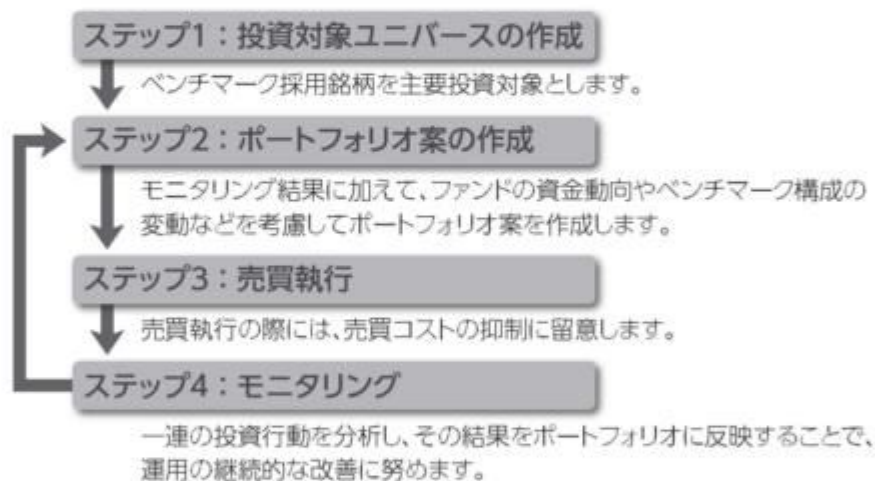 ステップ1：投資対象ユニバースの作成
ベンチマーク採用銘柄を主要投資対象とします。
ステップ2：ポートフォリオ案の作成
モニタリング結果に加えて、ファンドの資金動向やベンチマーク構成の
変動などを考慮してポートフォリオ案を作成します。
ステップ3：売買執行
売買執行の際には、売買コストの抑制に留意します。
ステップ4：モニタリング
一連の投資行動を分析し、その結果をポートフォリオに反映することで、
運用の継続的な改善に努めます。